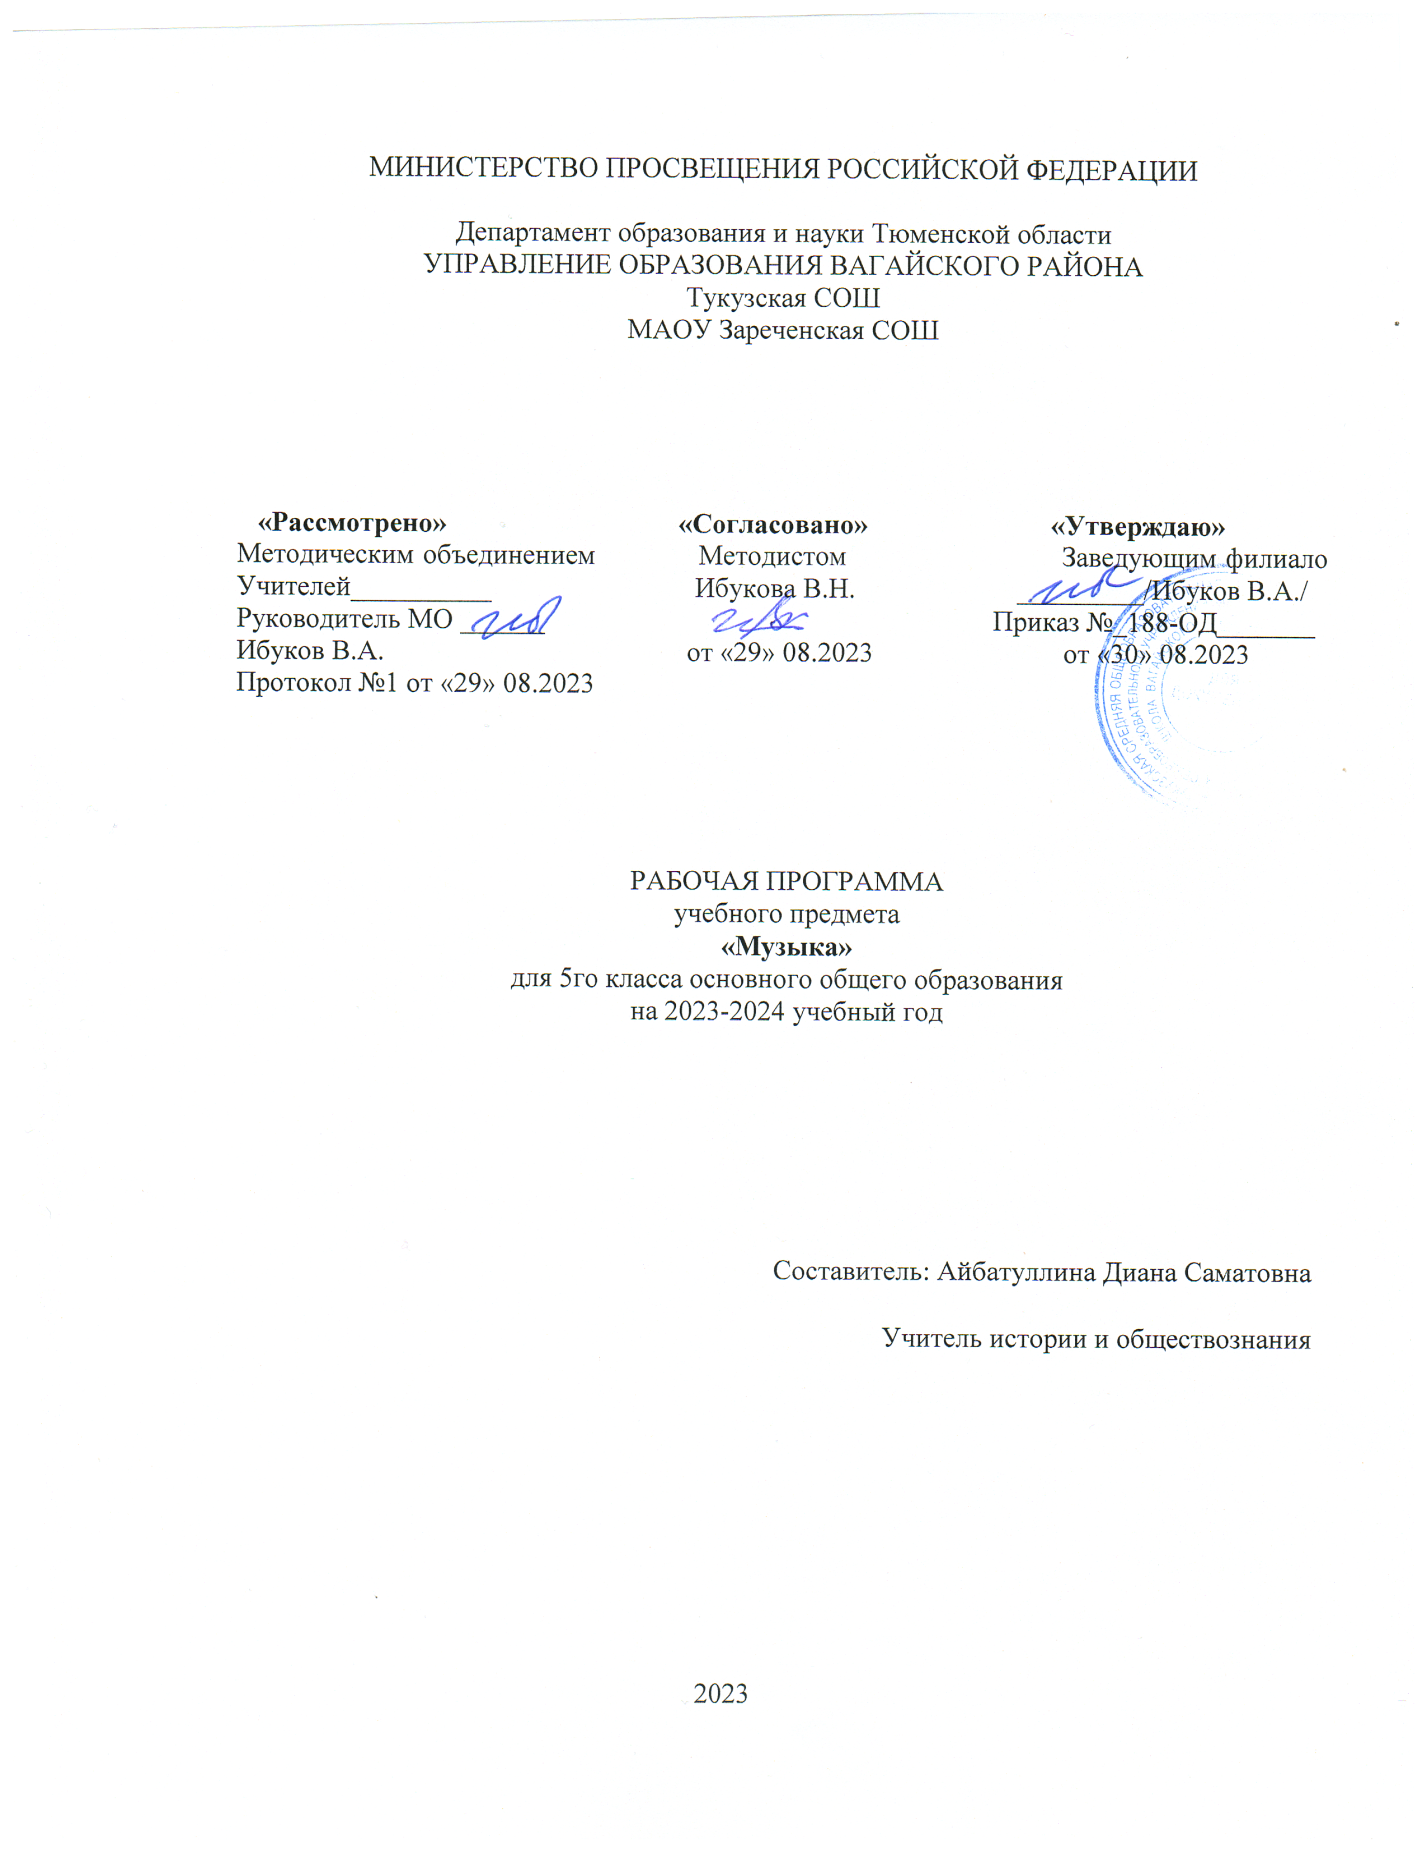 МИНИСТЕРСТВО ПРОСВЕЩЕНИЯ РОССИЙСКОЙ ФЕДЕРАЦИИ
Департамент образования и науки Тюменской области
УПРАВЛЕНИЕ ОБРАЗОВАНИЯ ВАГАЙСКОГО РАЙОНА
Тукузская СОШ
МАОУ Зареченская СОШ
«Рассмотрено»
Методическим объединением
Учителей__________
Руководитель МО ______
Ибуков В.А.
Протокол №1 от «29» 08.2023
«Согласовано»
Методистом
Ибукова В.Н.
от «29» 08.2023
«Утверждаю»
Заведующим филиало
_________/Ибуков В.А./
Приказ №_188-ОД_______
от «30» 08.2023
РАБОЧАЯ ПРОГРАММА
учебного предмета
«Музыка»
для 5го класса основного общего образования
на 2023-2024 учебный год
Составитель: Айбатуллина Диана Саматовна
Учитель истории и обществознания
2023